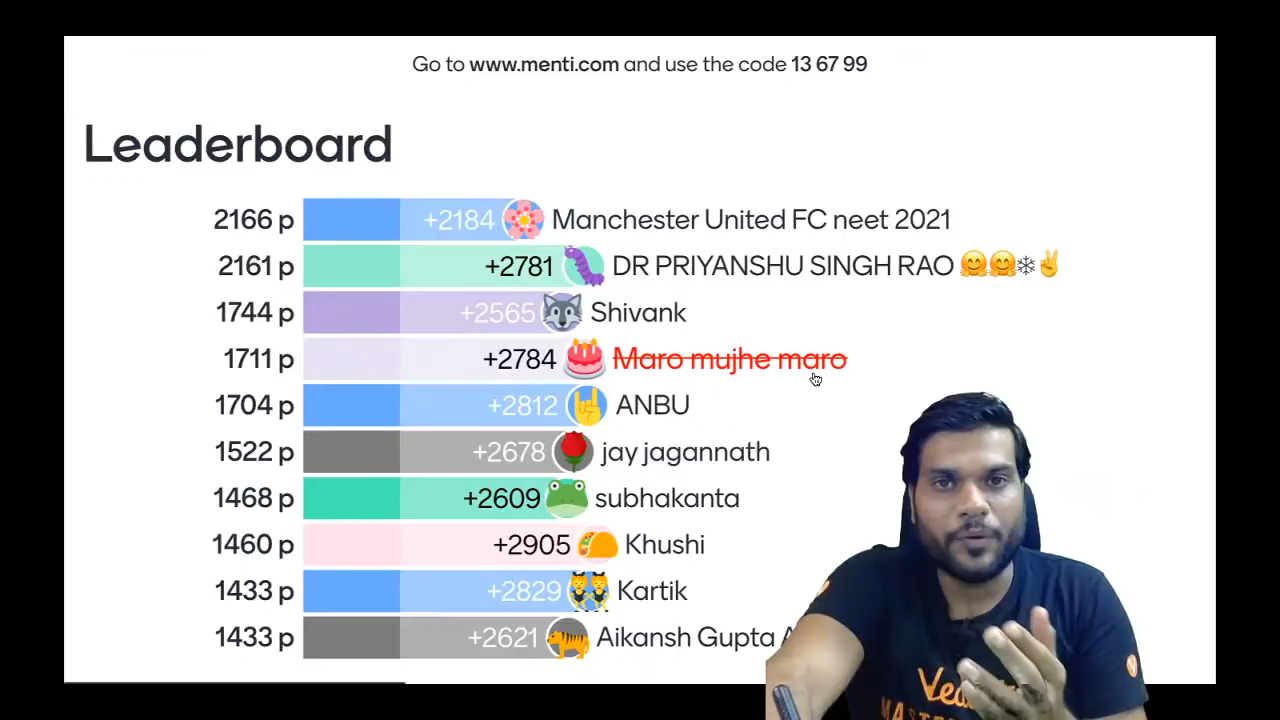 Go to www.menti.com and use the code 13 67 99
Leaderboard
2166 p +2184 Manchester United FC neet 2021
2161 p +2781 DR PRIYANSHU SINGH RAO 🤗🤗❄✌
1744 p +2565 Shivank
1711 p +2784 Maro mujhe maro
1704 p +2812 ANBU
1522 p +2678 jay jagannath
1468 p +2609 subhakanta
1460 p +2905 Khushi
1433 p +2829 Kartik
1433 p +2621 Aikansh Gupta